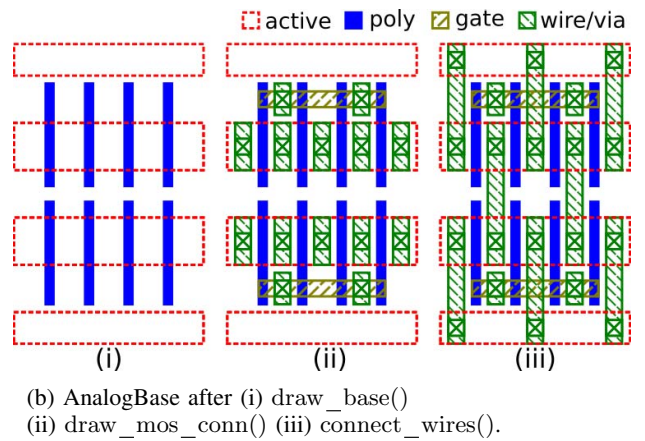 active poly gate wire/via
(i) (ii) (iii)
(b) AnalogBase after (i) draw_base()
(ii) draw_mos_conn() (iii) connect_wires().